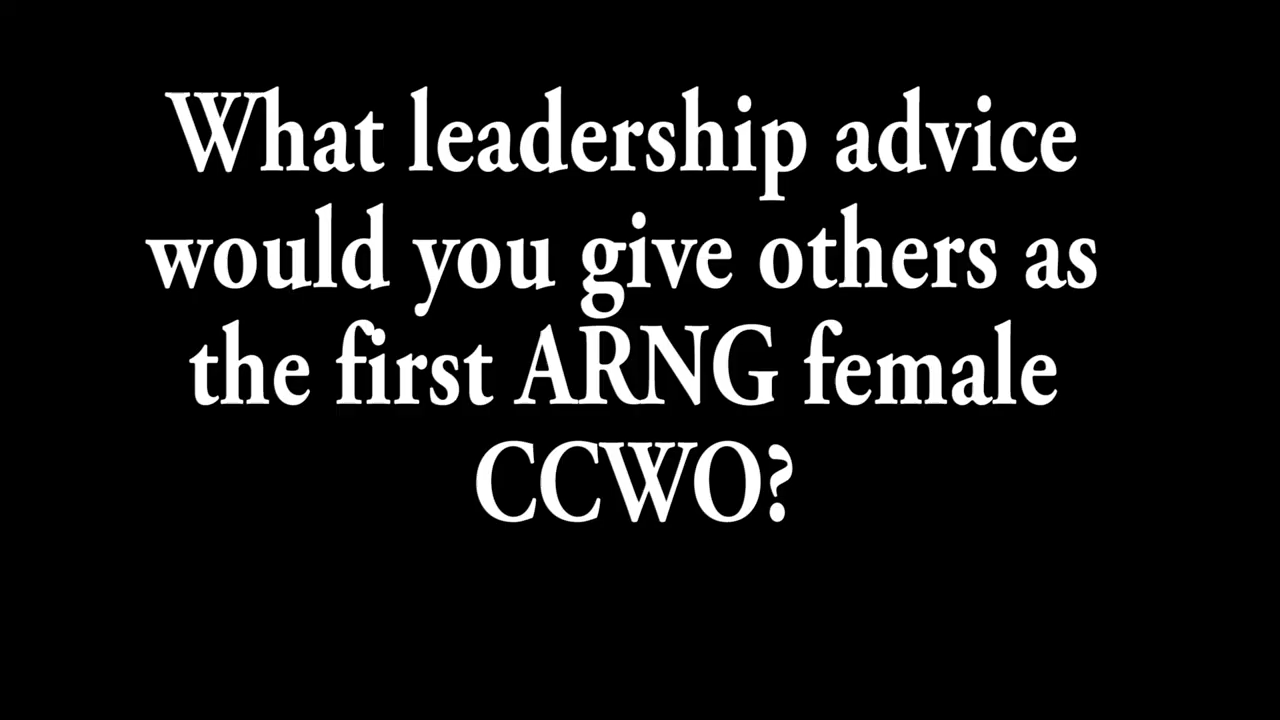 What leadership advice
would you give others as
the first ARNG female
CCWO?